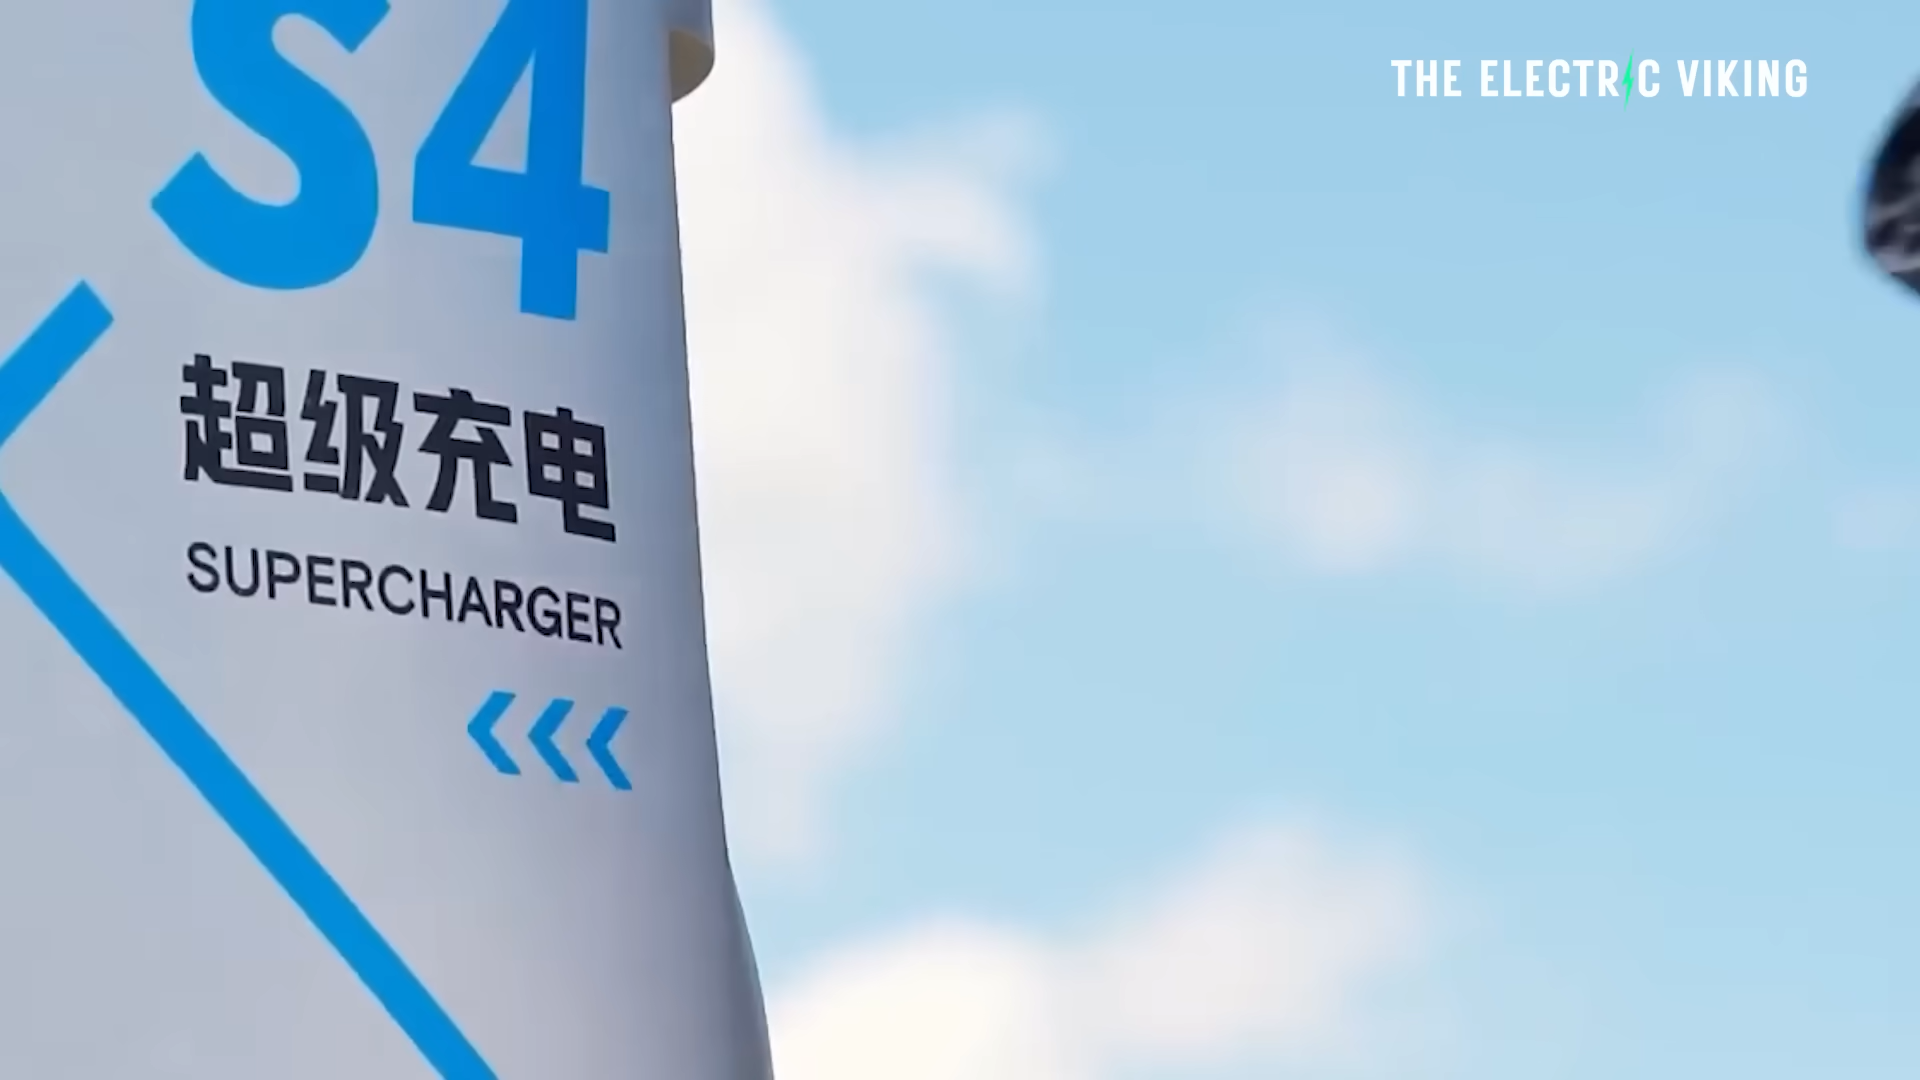 S4
超级充电
SUPERCHARGER
THE ELECTRIC VIKING